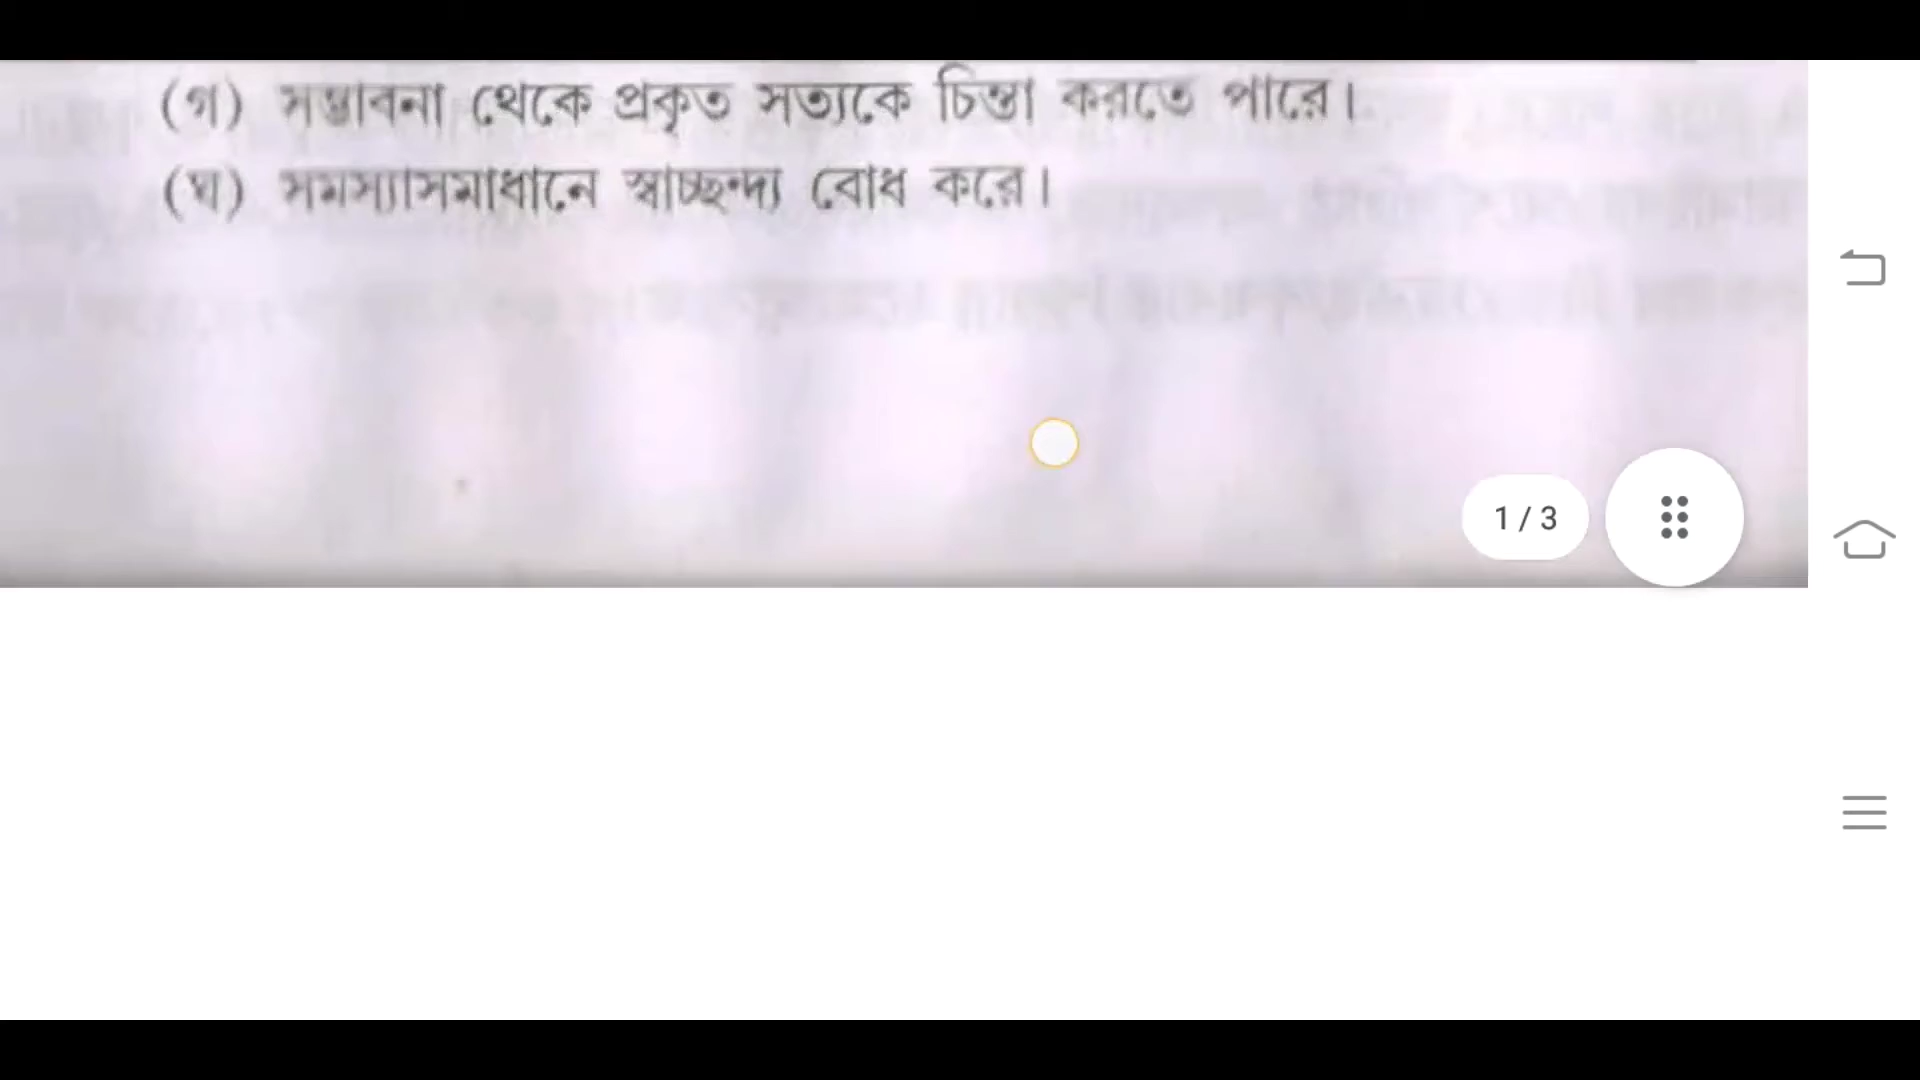 (গ) সম্ভাবনা থেকে প্রকৃত সত্যকে চিন্তা করতে পারে।
(ঘ) সমস্যাসমাধানে স্বাচ্ছন্দ্য বোধ করে।
1 / 3